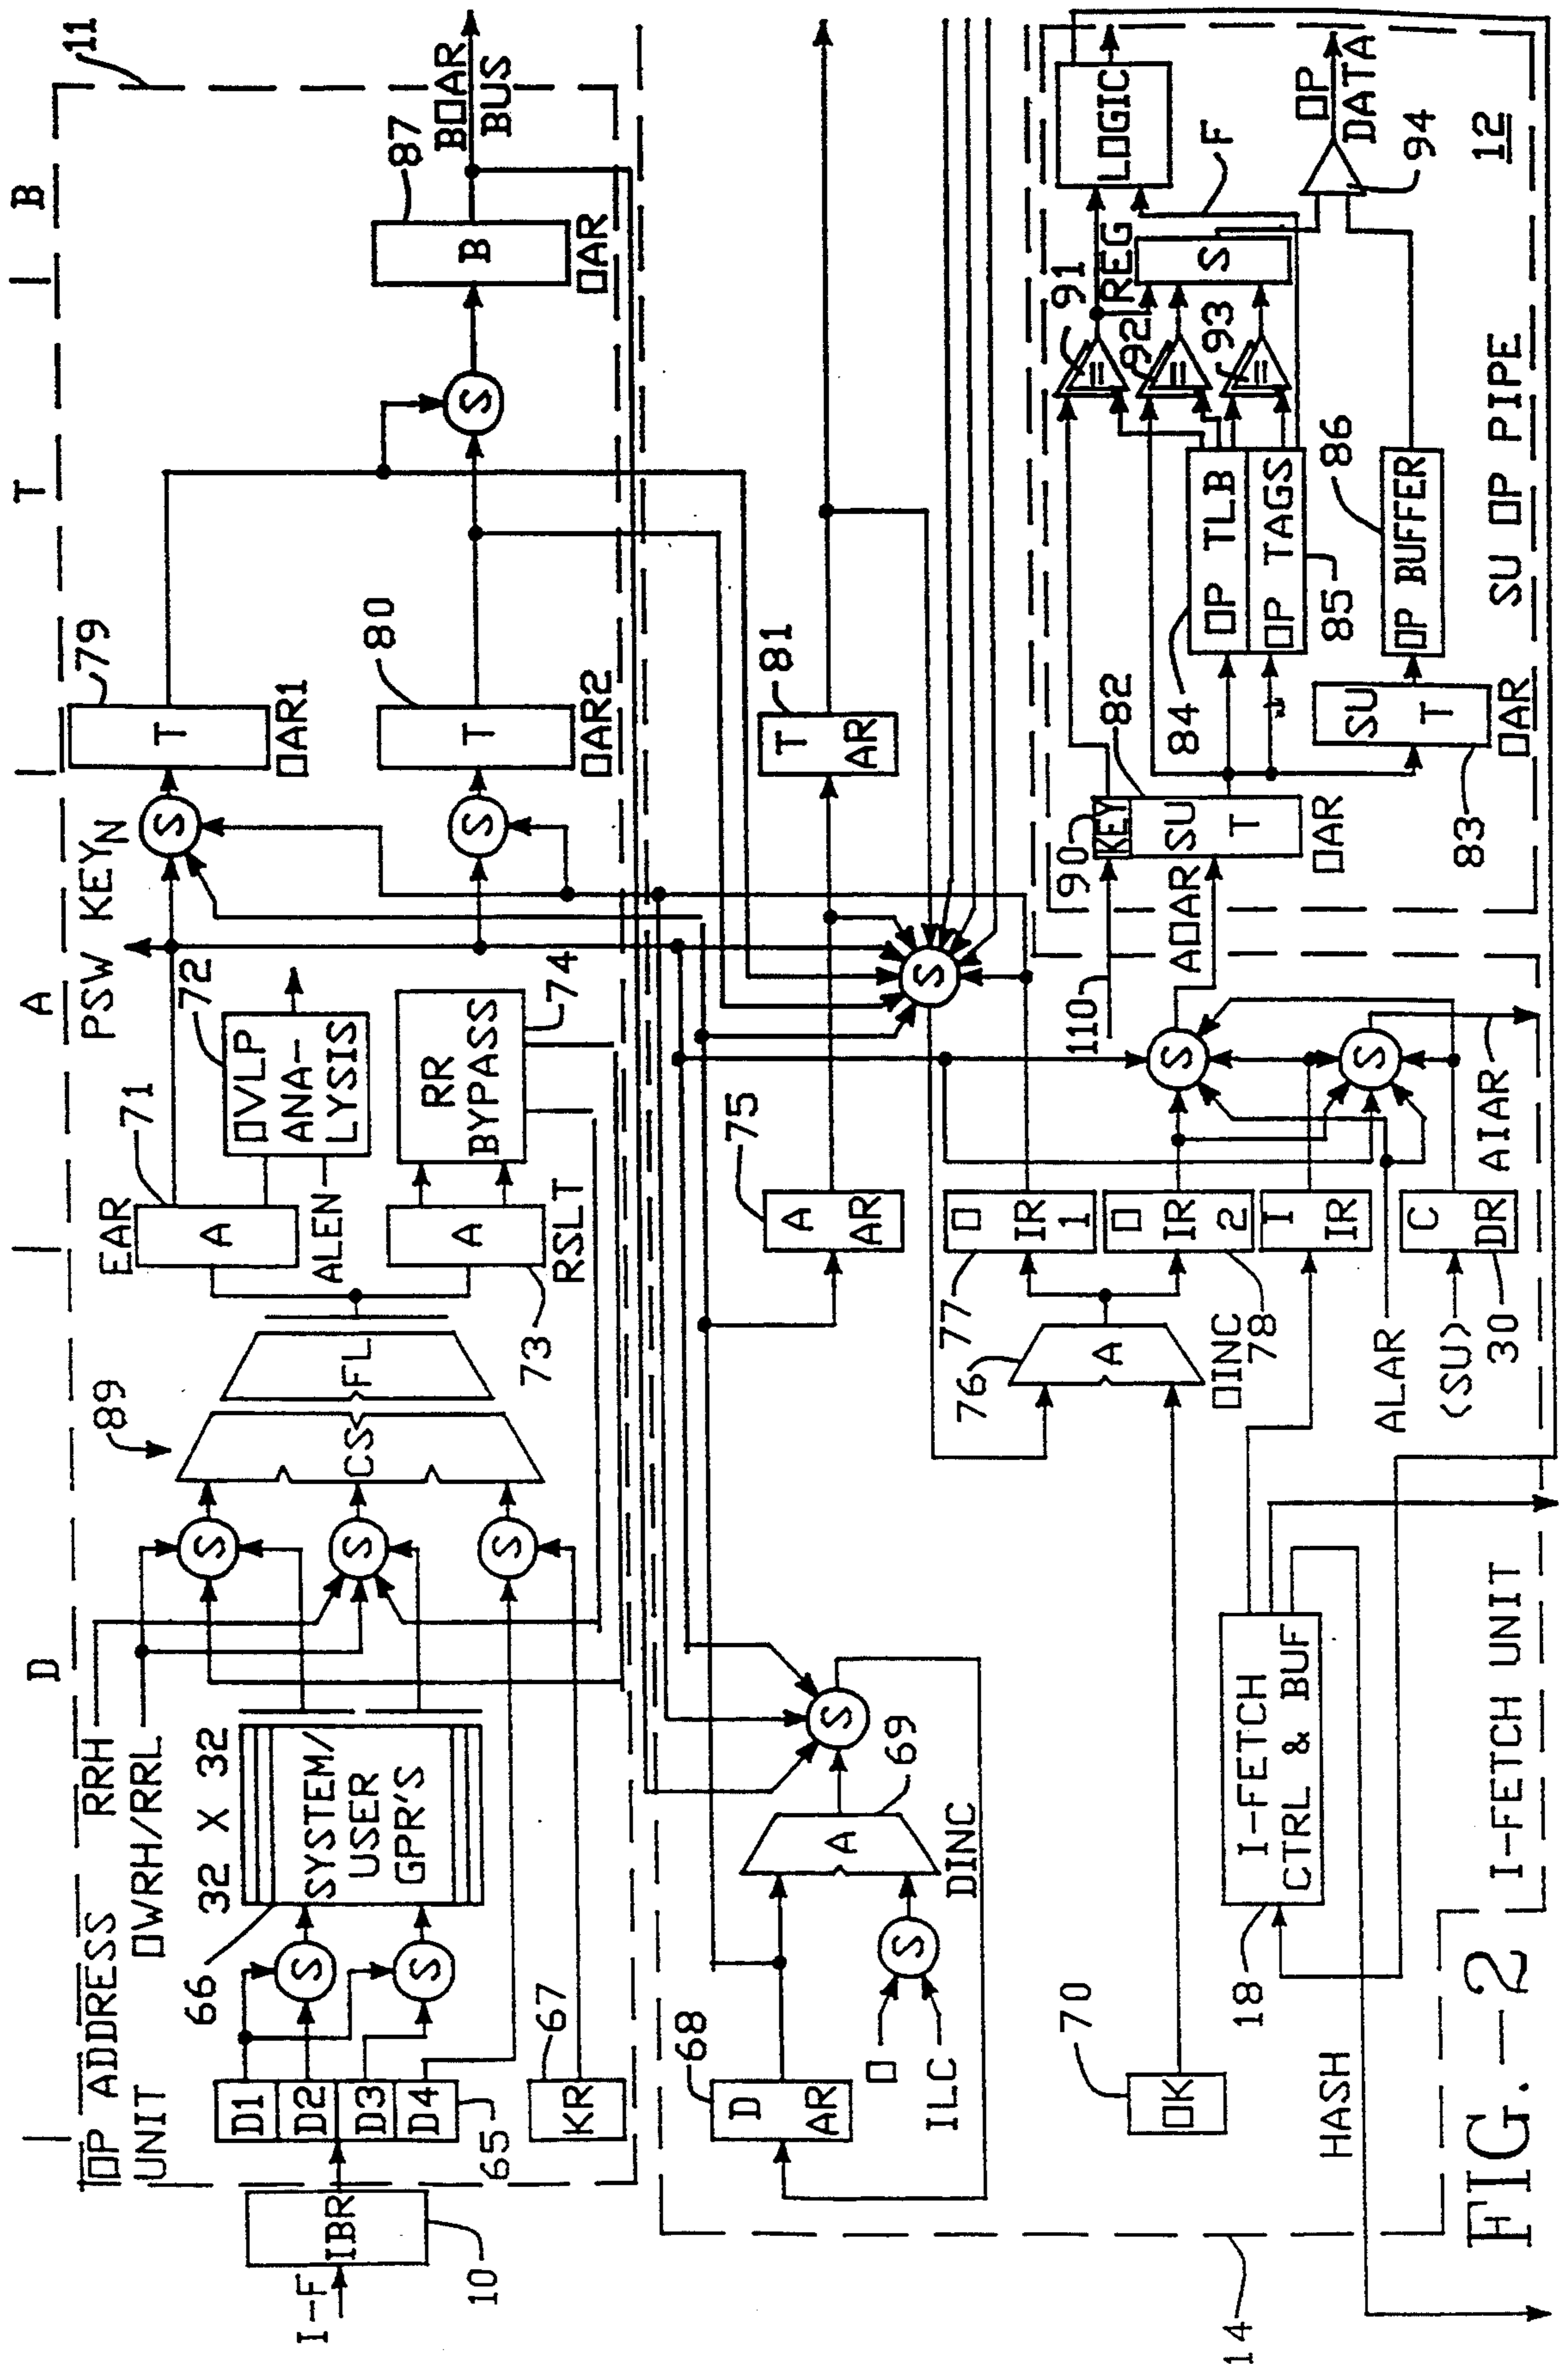 D
A
T
B
11
OP ADDRESS
UNIT
RRH
OWRH/RRL
32 X 32
SYSTEM/
USER
GPR'S
66
I-F
IBR
10
D1
D2
D3
D4
65
KR
67
S
S
S
S
S
89
CS
FL
EAR
A
71
OVLP
ANA-
LYSIS
72
ALEN
A
RSLT
73
RR
BYPASS
74
PSW KEYN
S
S
T
OAR1
79
T
OAR2
80
S
B
OAR
87
BOAR
BUS
D
AR
68
0
ILC
S
A
69
DINC
S
A
AR
75
T
AR
81
S
OK
70
A
76
OINC
O
IR
1
77
O
IR
2
78
I
IR
C
DR
30
(SU)
ALAR
S
S
AOAR
AIAR
110
I-FETCH
CTRL & BUF
18
HASH
14
I-FETCH UNIT
KEY
90
SU
T
OAR
82
SU
T
OAR
83
OP TLB
84
OP TAGS
85
OP BUFFER
86
=
91
=
92
=
93
REG
S
LOGIC
F
OP
DATA
94
12
SU OP PIPE
FIG.-2